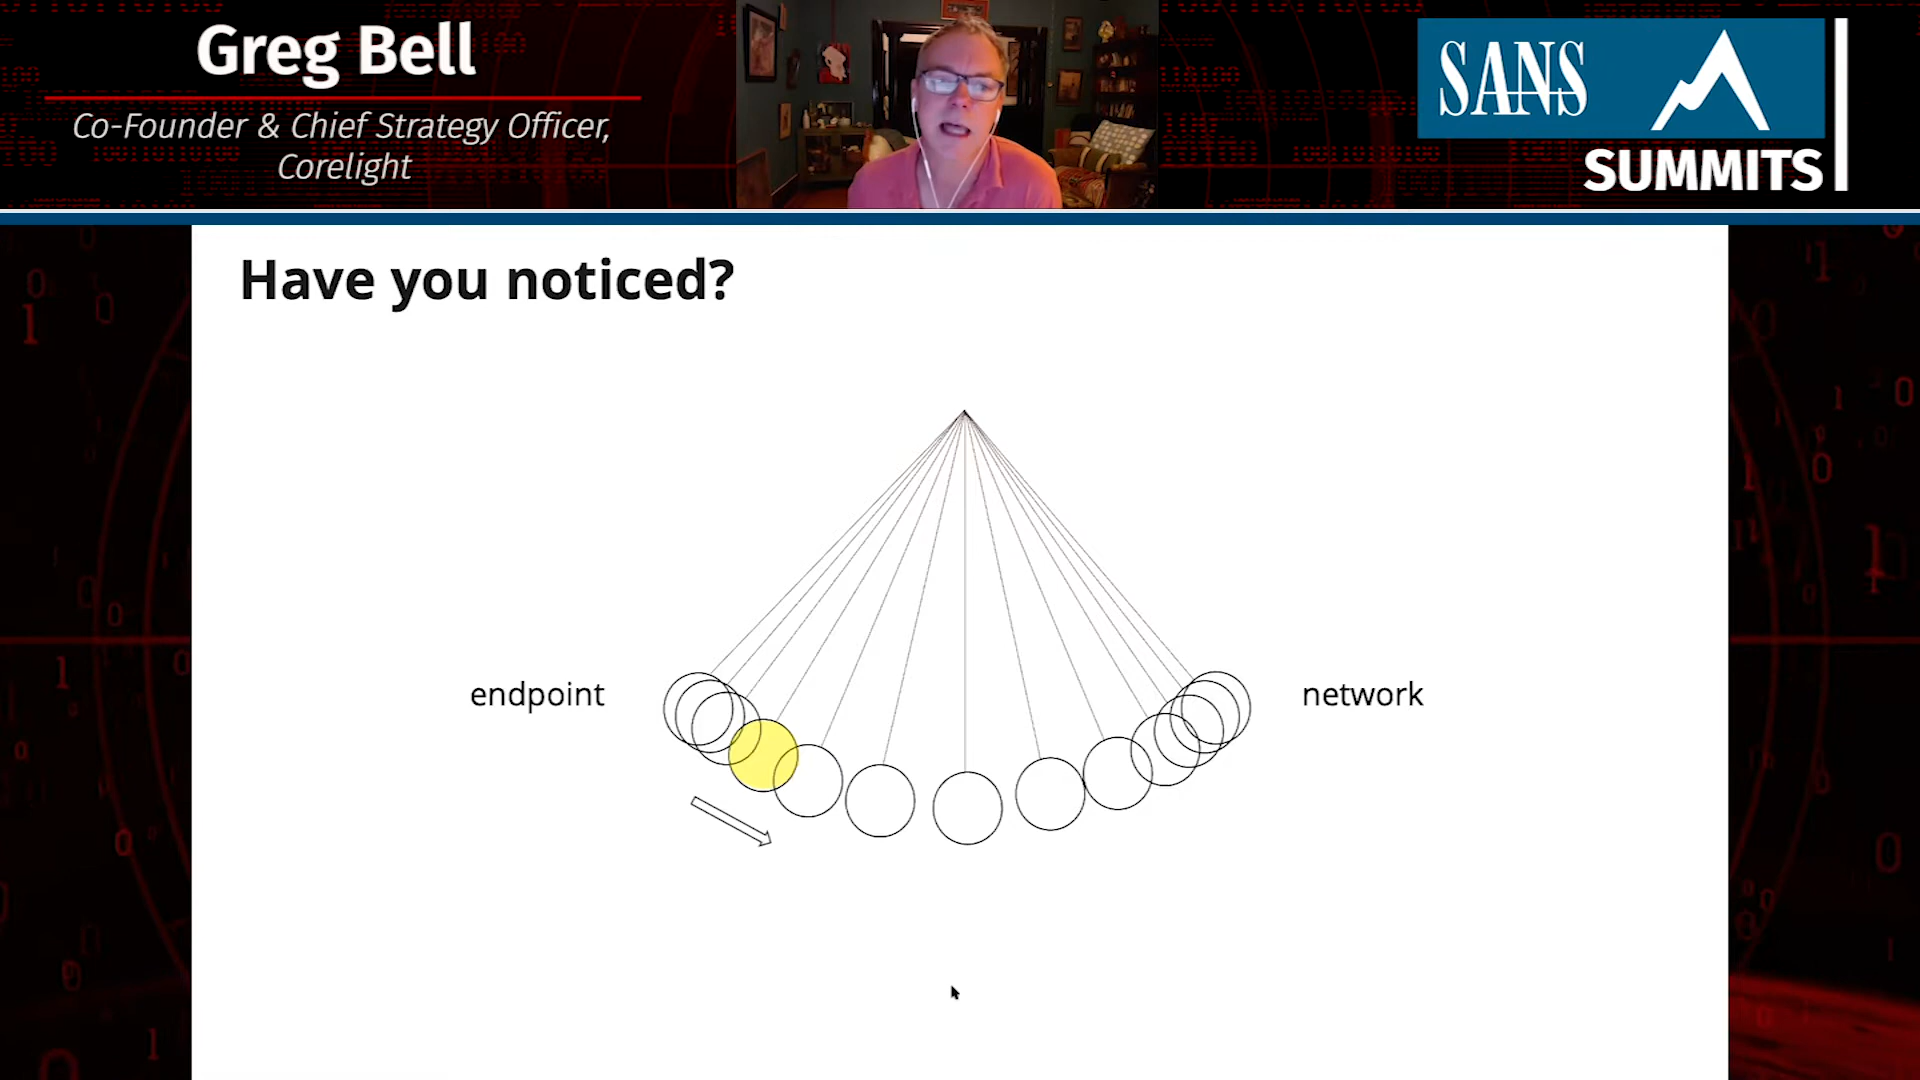 Greg Bell
Co-Founder & Chief Strategy Officer,
Corelight
SANS
SUMMITS
Have you noticed?
endpoint
network